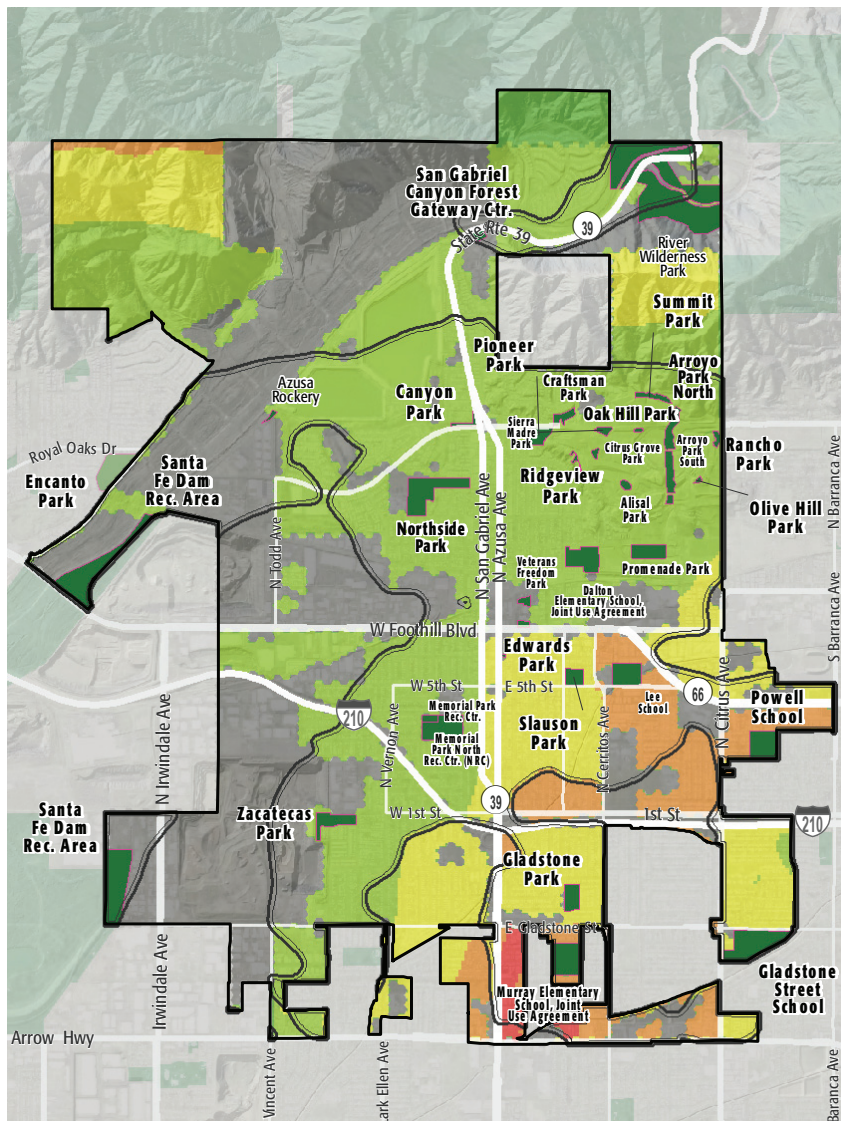 San Gabriel
Canyon Forest
Gateway Ctr.
39
State Rte 39
River
Wilderness
Park
Summit
Park
Pioneer
Park
Arroyo
Park
North
Craftsman
Park
Azusa
Rockery
Canyon
Park
Oak Hill Park
Sierra
Madre
Park
Citrus Grove
Park
Arroyo
Park
South
Rancho
Park
Royal Oaks Dr
Encanto
Park
Santa
Fe Dam
Rec. Area
Ridgeview
Park
Alisal
Park
Olive Hill
Park
N Barranca Ave
N San Gabriel Ave
N Azusa Ave
Northside
Park
N Todd Ave
Veterans
Freedom
Park
Promenade Park
Dalton
Elementary School,
Joint Use Agreement
S Barranca Ave
W Foothill Blvd
Edwards
Park
W 5th St
E 5th St
Lee
School
66
N Citrus Ave
Powell
School
N Irwindale Ave
210
N Vernon Ave
Memorial Park
Rec. Ctr.
Memorial
Park North
Rec. Ctr. (NRC)
Slauson
Park
N Cerritos Ave
39
Santa
Fe Dam
Rec. Area
Zacatecas
Park
W 1st St
1st St
210
Gladstone
Park
E Gladstone St
Irwindale Ave
Murray Elementary
School, Joint
Use Agreement
Gladstone
Street
School
Arrow Hwy
Vincent Ave
Lark Ellen Ave
Baranca Ave